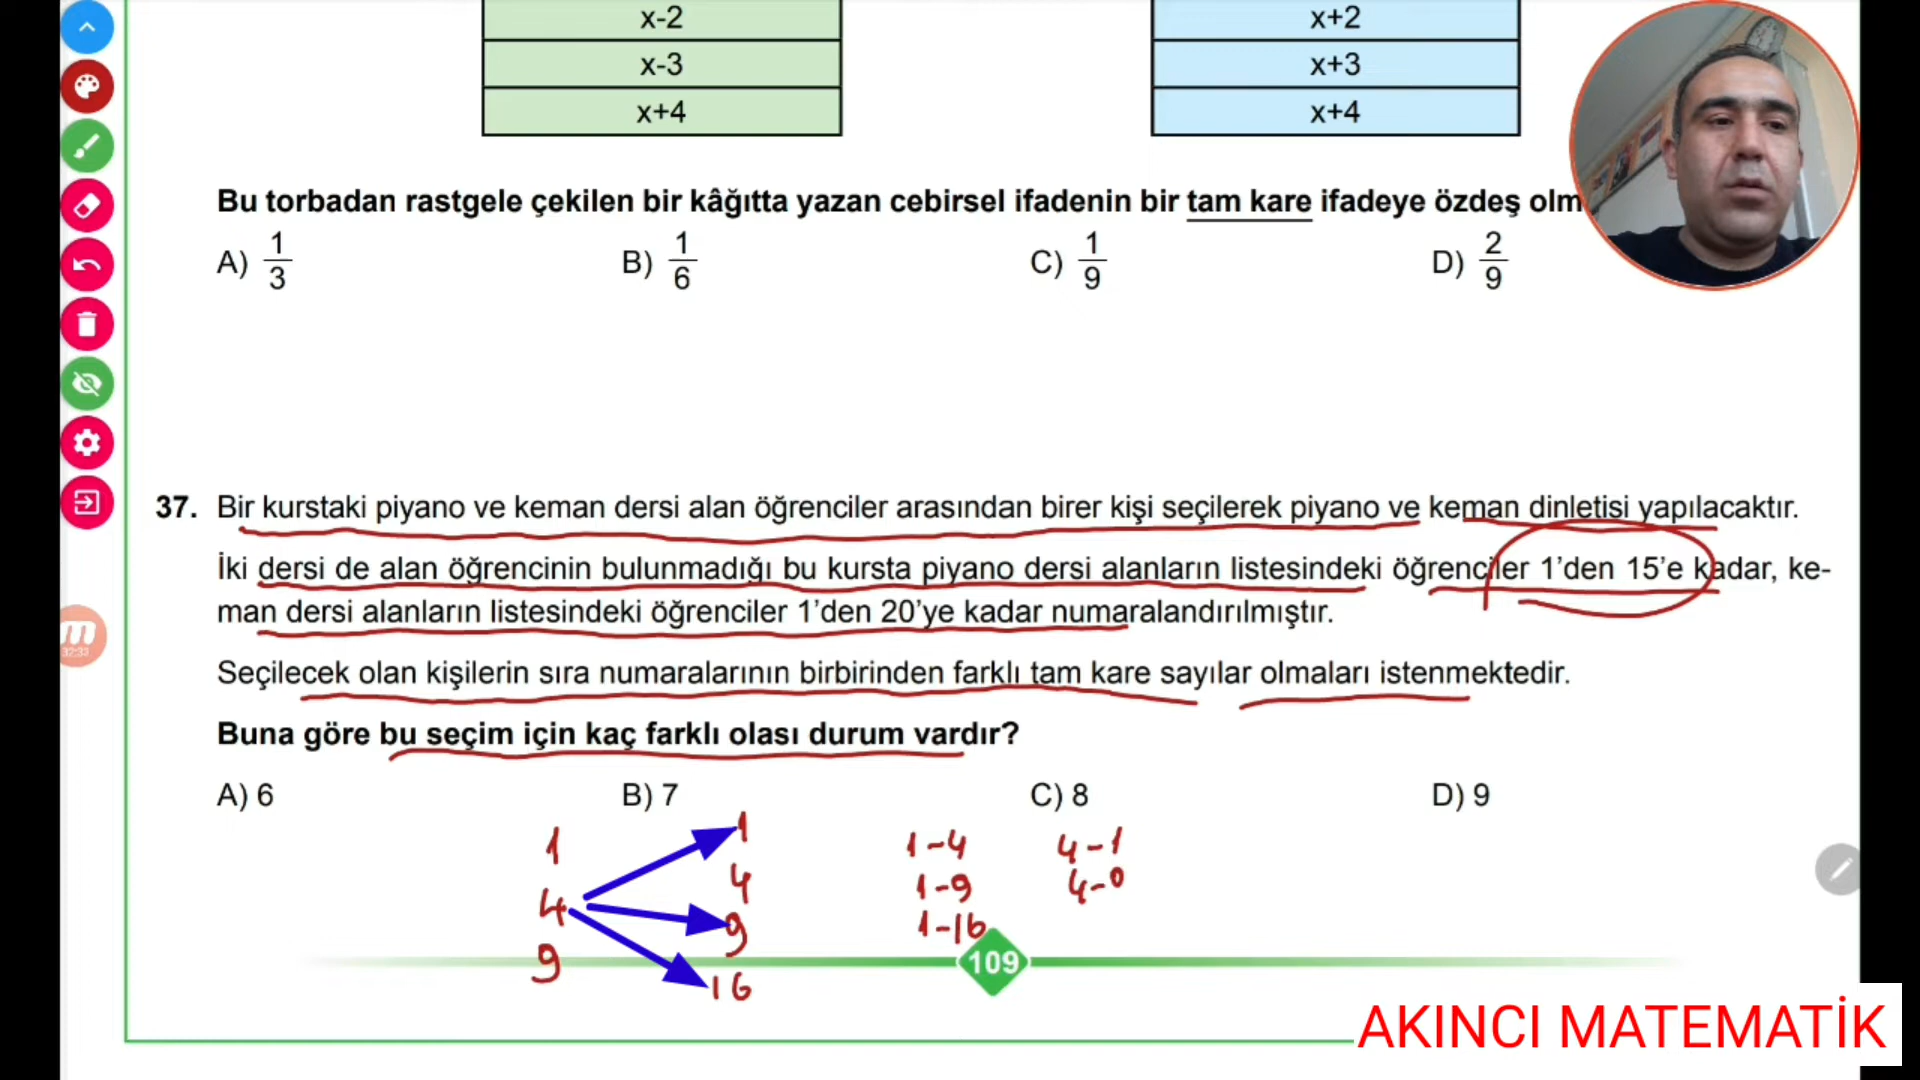 x-2
x+2
x-3
x+3
x+4
x+4
Bu torbadan rastgele çekilen bir kâğıtta yazan cebirsel ifadenin bir tam kare ifadeye özdeş olm
A) 1/3
B) 1/6
C) 1/9
D) 2/9
37. Bir kurstaki piyano ve keman dersi alan öğrenciler arasından birer kişi seçilerek piyano ve keman dinletisi yapılacaktır.
İki dersi de alan öğrencinin bulunmadığı bu kursta piyano dersi alanların listesindeki öğrenciler 1'den 15'e kadar, ke-
man dersi alanların listesindeki öğrenciler 1'den 20'ye kadar numaralandırılmıştır.
Seçilecek olan kişilerin sıra numaralarının birbirinden farklı tam kare sayılar olmaları istenmektedir.
Buna göre bu seçim için kaç farklı olası durum vardır?
A) 6
B) 7
C) 8
D) 9
1
4
9
1
4
9
16
1-4
1-9
1-16
4-1
4-0
109
32:33
AKINCI MATEMATİK